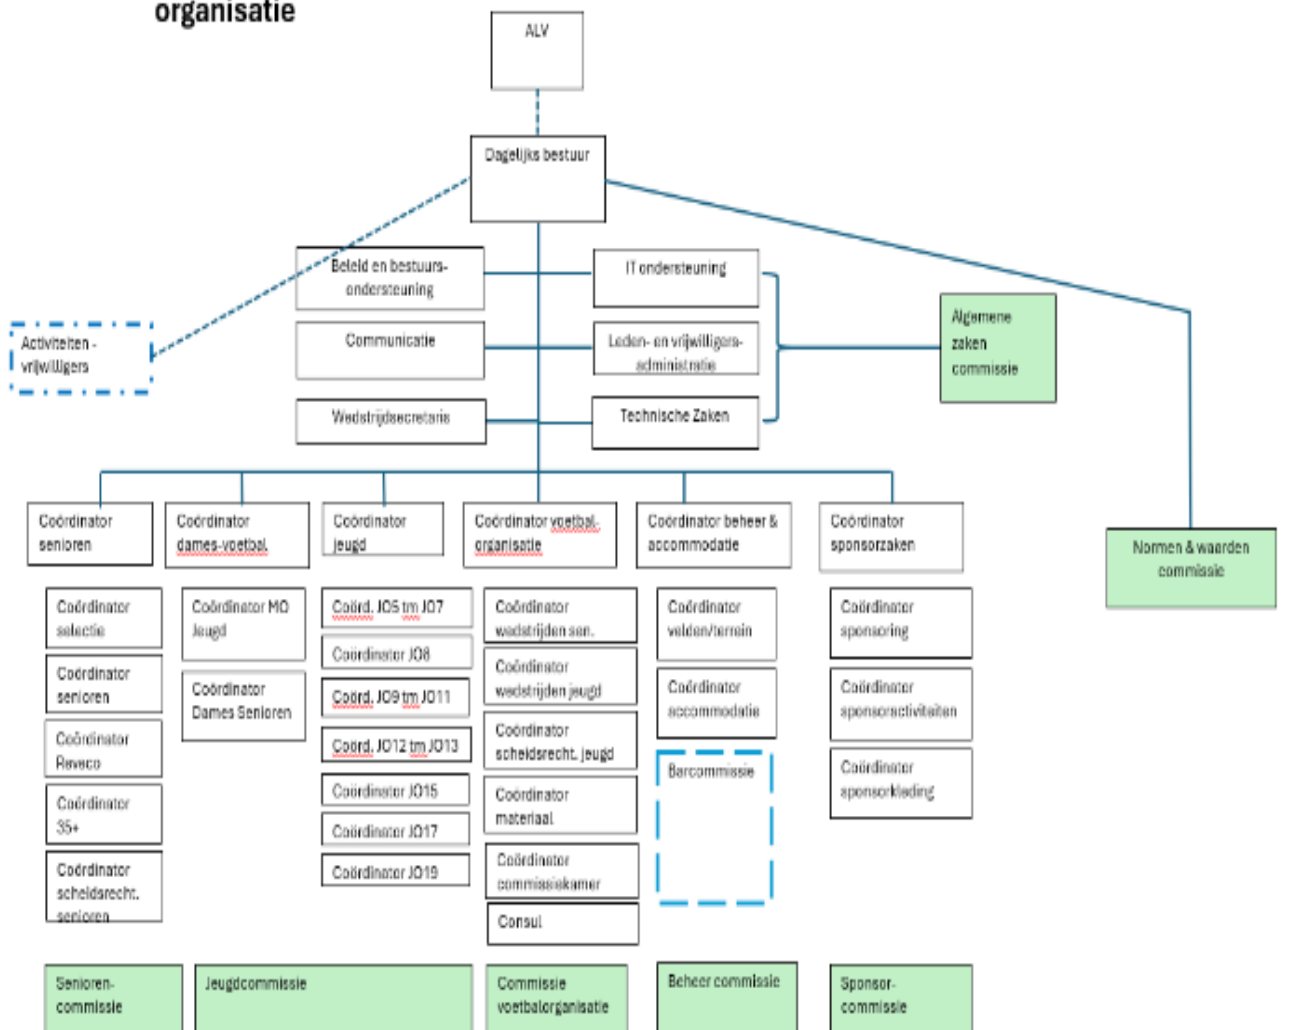 organisatie
ALV
Dagelijks bestuur
Beleid en bestuurs-
ondersteuning
IT ondersteuning
Communicatie
Leden- en vrijwilligers-
administratie
Wedstrijdsecretaris
Technische Zaken
Activiteiten -
vrijwilligers
Algemene
zaken
commissie
Normen & waarden
commissie
Coördinator
senioren
Coördinator
dames-voetbal
Coördinator
jeugd
Coördinator voetbal-
organisatie
Coördinator beheer &
accommodatie
Coördinator
sponsorzaken
Coördinator
selectie
Coördinator
senioren
Coördinator
Reveco
Coördinator
35+
Coördinator
scheidsrecht.
senioren
Coördinator MO
Jeugd
Coördinator
Dames Senioren
Coörd. JO5 tm JO7
Coördinator JO8
Coörd. JO9 tm JO11
Coörd. JO12 tm JO13
Coördinator JO15
Coördinator JO17
Coördinator JO19
Coördinator
wedstrijden sen.
Coördinator
wedstrijden jeugd
Coördinator
scheidsrecht. jeugd
Coördinator
materiaal
Coördinator
commissiekamer
Consul
Coördinator
velden/terrein
Coördinator
accommodatie
Barcommissie
Coördinator
sponsoring
Coördinator
sponsoractiviteiten
Coördinator
sponsorkleding
Senioren-
commissie
Jeugdcommissie
Commissie
voetbalorganisatie
Beheer commissie
Sponsor-
commissie